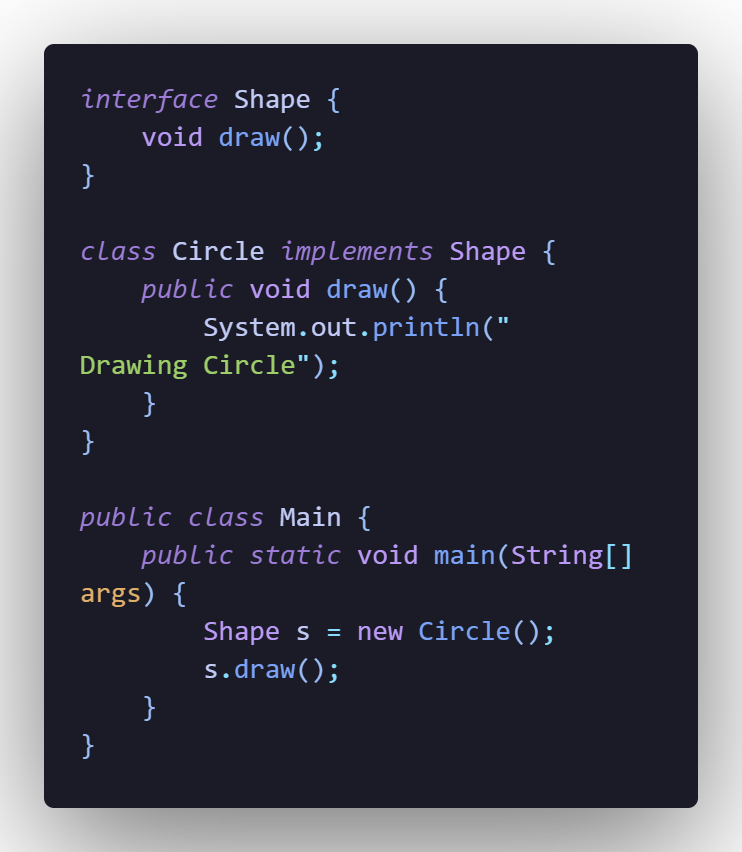 interface Shape {
    void draw();
}

class Circle implements Shape {
    public void draw() {
        System.out.println("
Drawing Circle");
    }
}

public class Main {
    public static void main(String[]
args) {
        Shape s = new Circle();
        s.draw();
    }
}